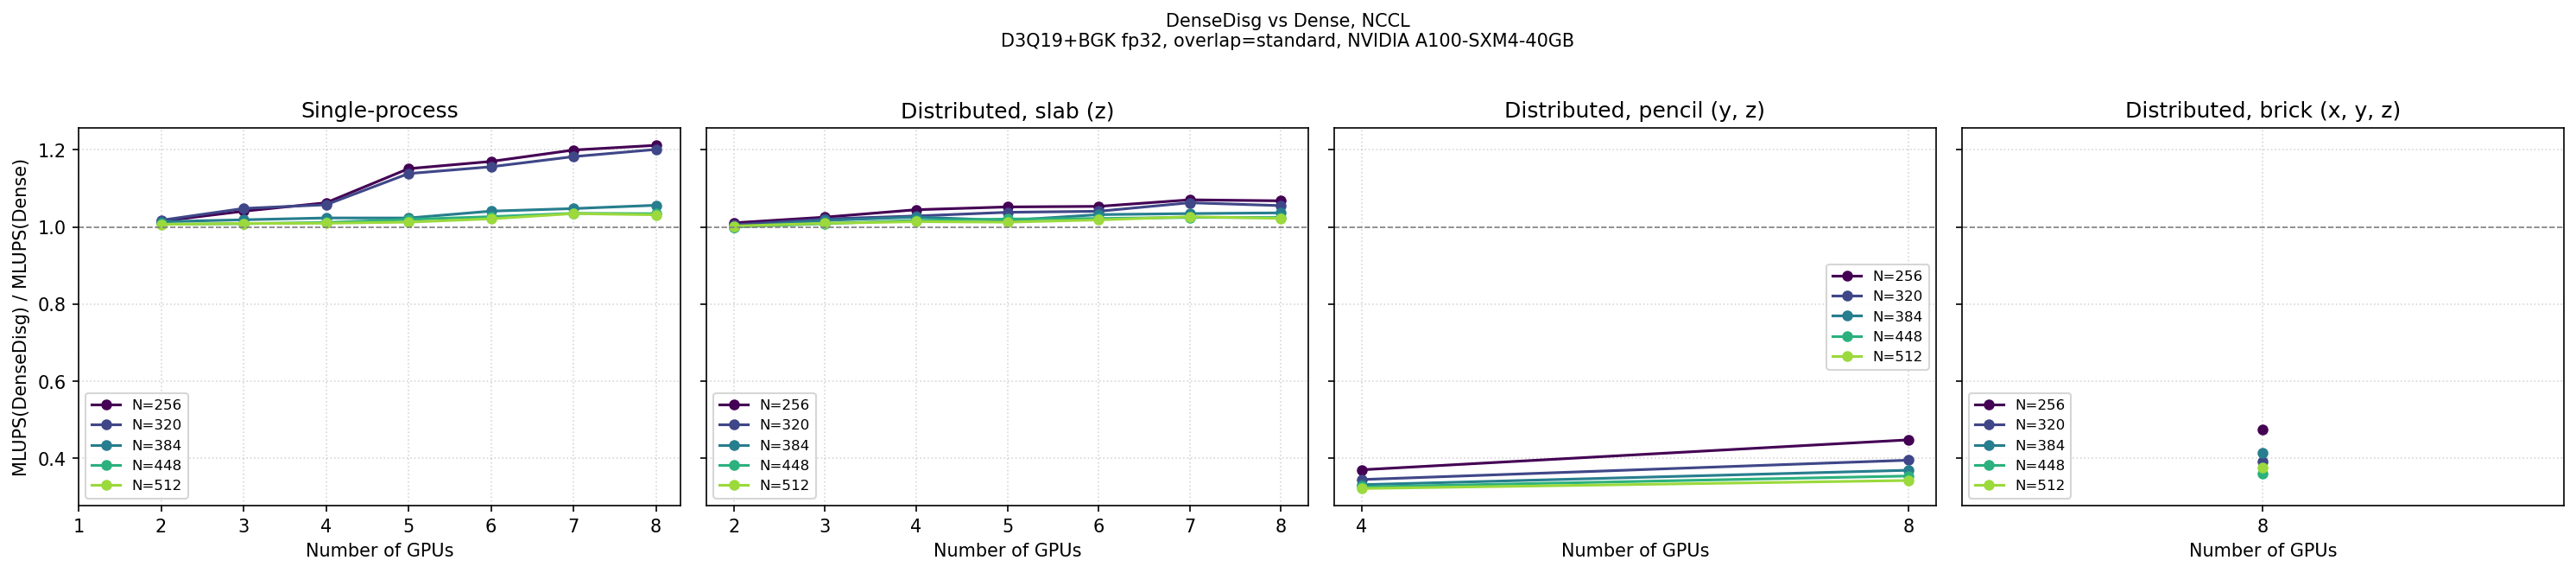 DenseDisg vs Dense, NCCL
D3Q19+BGK fp32, overlap=standard, NVIDIA A100-SXM4-40GB
Single-process
MLUPS(DenseDisg) / MLUPS(Dense)
1.2
1.0
0.8
0.6
0.4
N=256
N=320
N=384
N=448
N=512
1 2 3 4 5 6 7 8
Number of GPUs
Distributed, slab (z)
N=256
N=320
N=384
N=448
N=512
2 3 4 5 6 7 8
Number of GPUs
Distributed, pencil (y, z)
N=256
N=320
N=384
N=448
N=512
4 8
Number of GPUs
Distributed, brick (x, y, z)
N=256
N=320
N=384
N=448
N=512
8
Number of GPUs